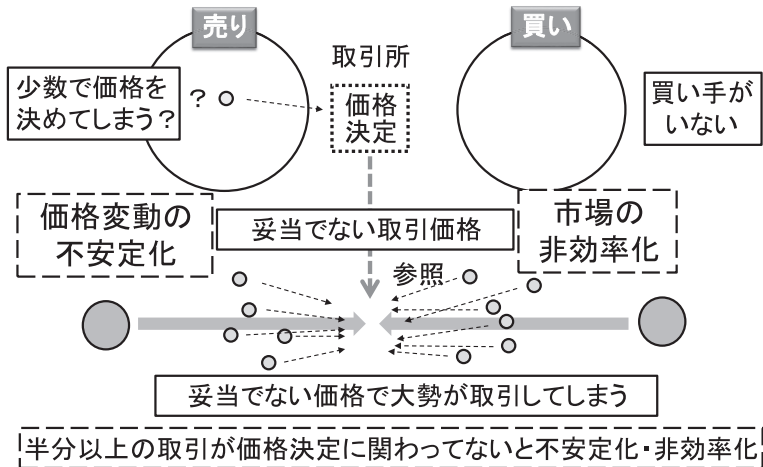 売り
買い
取引所
少数で価格を
決めてしまう?
?
価格
決定
買い手が
いない
価格変動の
不安定化
妥当でない取引価格
市場の
非効率化
参照
妥当でない価格で大勢が取引してしまう
半分以上の取引が価格決定に関わってないと不安定化・非効率化